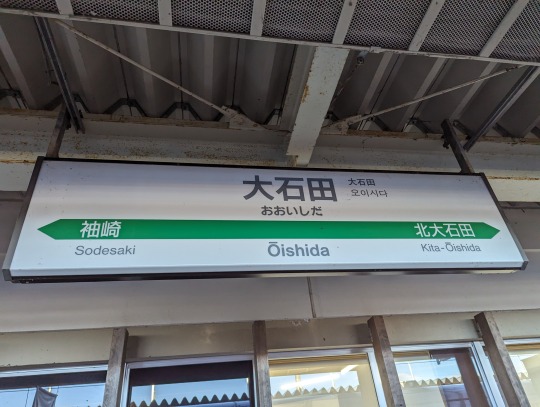 大石田 大石田
おおいしだ 오이시다
袖崎 北大石田
Sodesaki Ōishida Kita-Ōishida